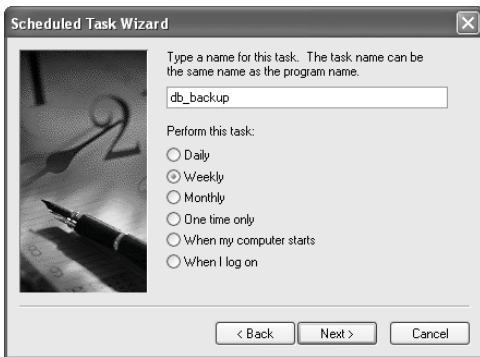 Scheduled Task Wizard
Type a name for this task. The task name can be
the same name as the program name.
db_backup
Perform this task:
Daily
Weekly
Monthly
One time only
When my computer starts
When I log on
< Back
Next >
Cancel